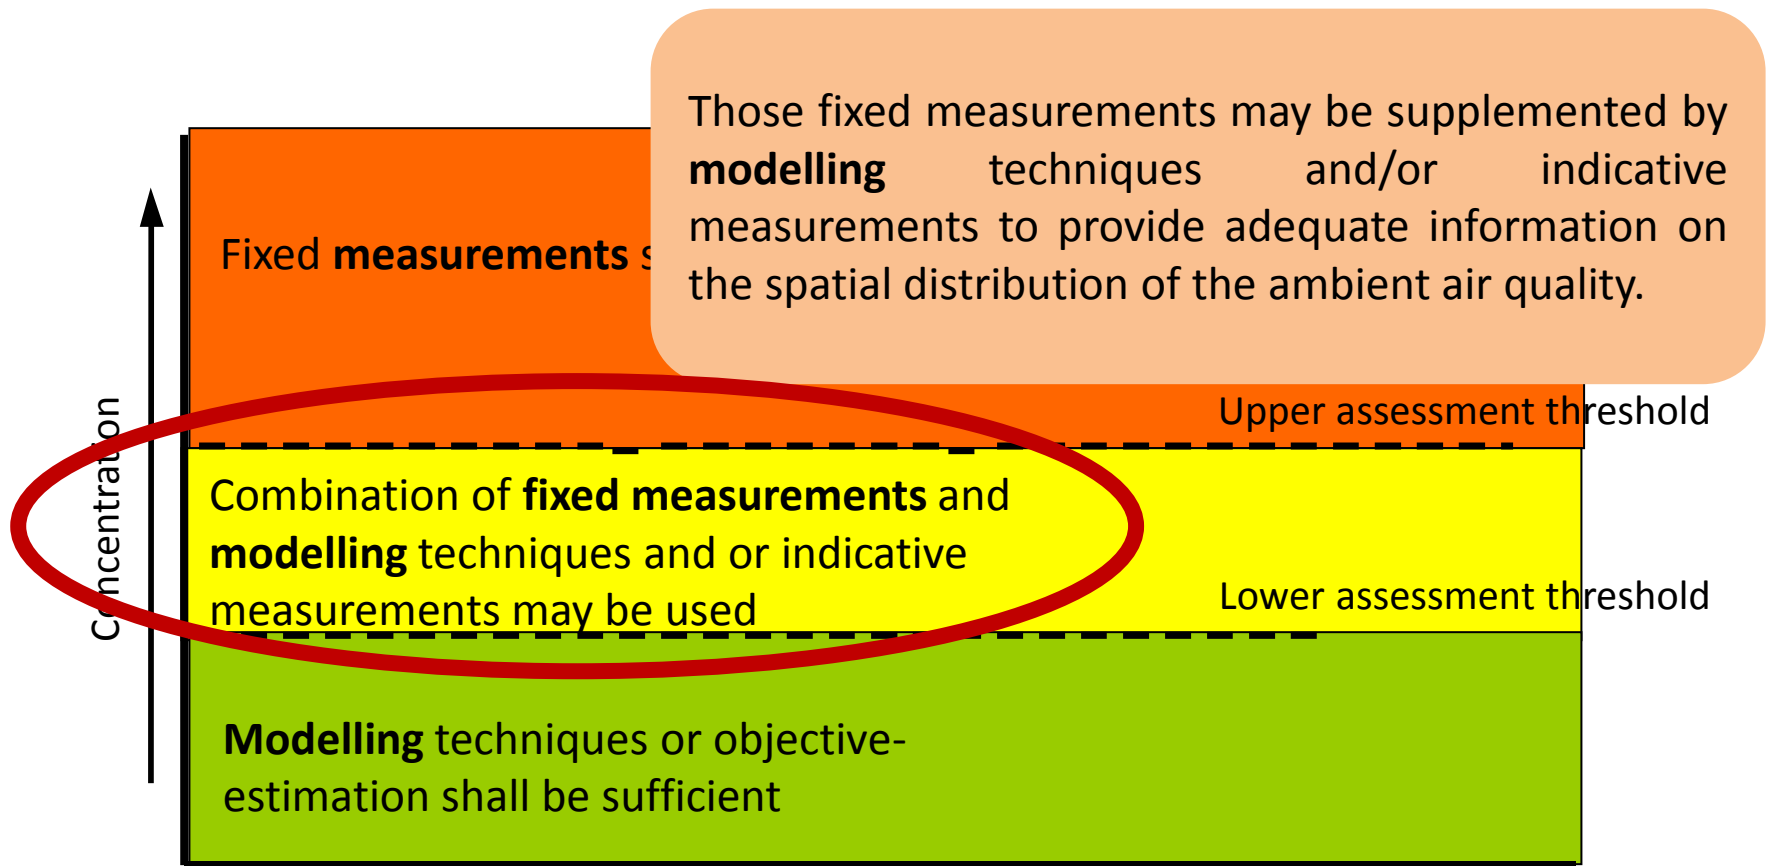 Those fixed measurements may be supplemented by
modelling techniques and/or indicative
measurements to provide adequate information on
the spatial distribution of the ambient air quality.
Fixed measurements s
Upper assessment threshold
Concentration
Combination of fixed measurements and
modelling techniques and or indicative
measurements may be used
Lower assessment threshold
Modelling techniques or objective-
estimation shall be sufficient